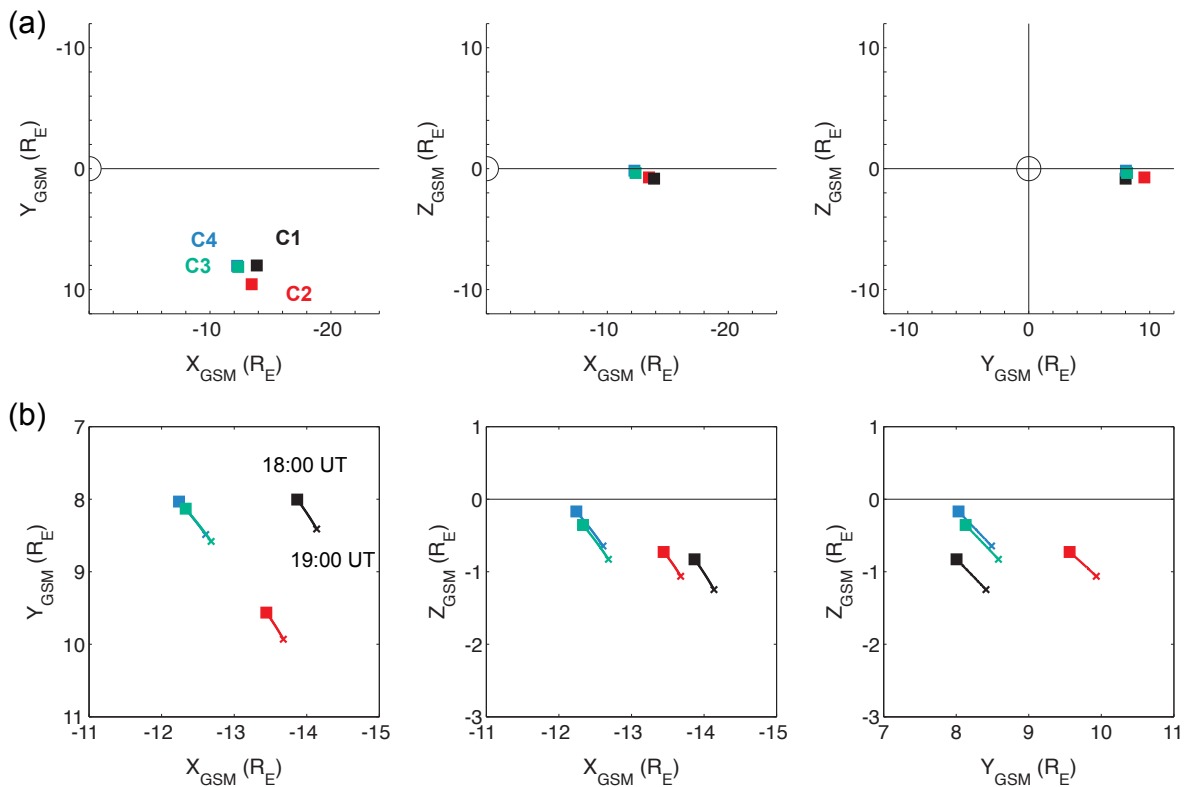 (a)
-10
0
10
Y_GSM (R_E)
-10
-20
X_GSM (R_E)
C4
C1
C3
C2
10
0
-10
Z_GSM (R_E)
-10
-20
X_GSM (R_E)
10
0
-10
Z_GSM (R_E)
-10
0
10
Y_GSM (R_E)
(b)
7
8
9
10
11
Y_GSM (R_E)
-11
-12
-13
-14
-15
X_GSM (R_E)
18:00 UT
19:00 UT
1
0
-1
-2
-3
Z_GSM (R_E)
-11
-12
-13
-14
-15
X_GSM (R_E)
1
0
-1
-2
-3
Z_GSM (R_E)
7
8
9
10
11
Y_GSM (R_E)